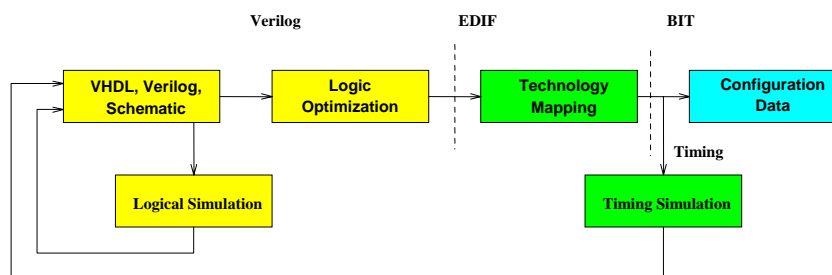 Verilog
EDIF
BIT
VHDL, Verilog,
Schematic
Logic
Optimization
Technology
Mapping
Configuration
Data
Timing
Logical Simulation
Timing Simulation